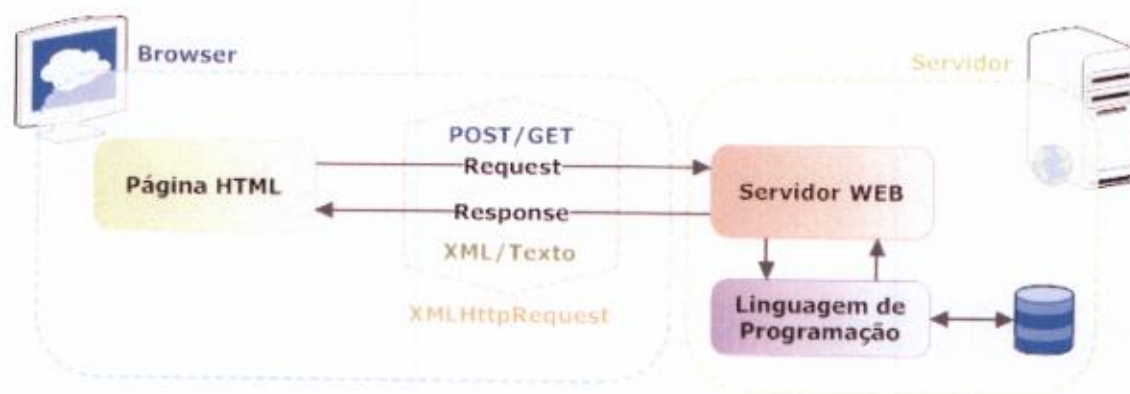 Browser
Servidor
POST/GET
Request
Página HTML
Servidor WEB
Response
XML/Texto
XMLHttpRequest
Linguagem de
Programação